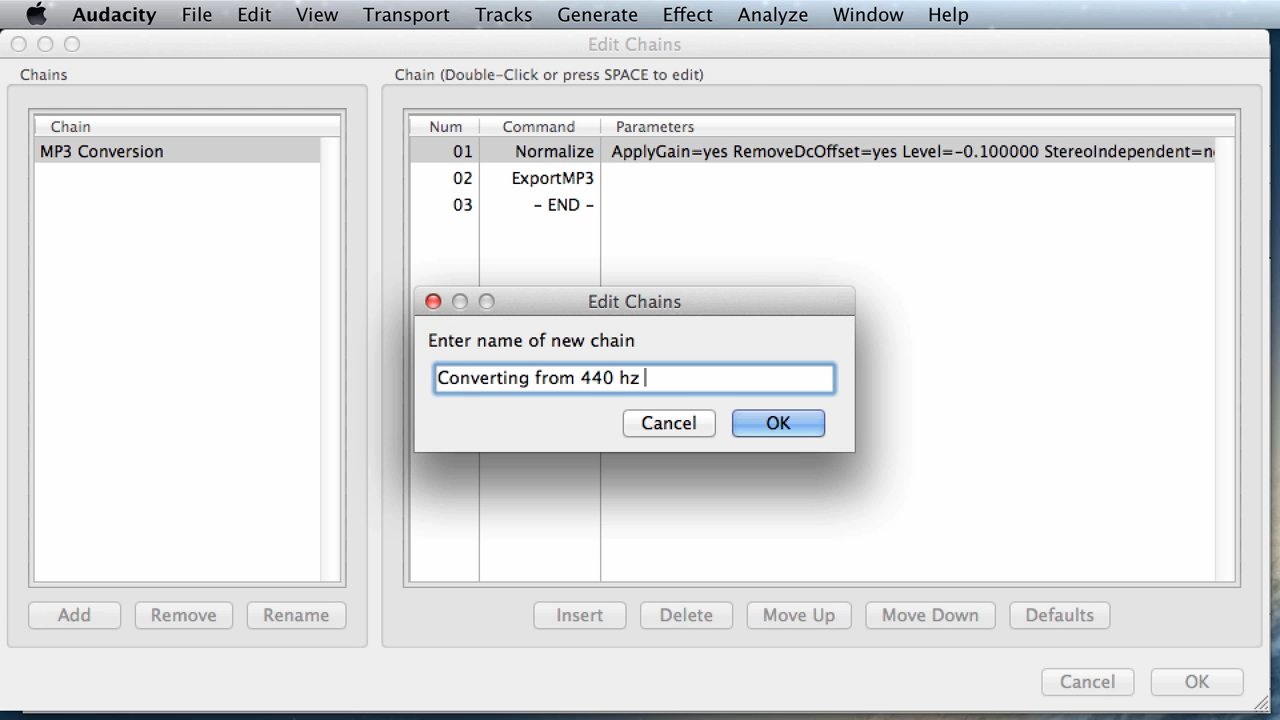 Audacity File Edit View Transport Tracks Generate Effect Analyze Window Help
Edit Chains
Chains
Chain (Double-Click or press SPACE to edit)
Chain
MP3 Conversion
Num Command Parameters
01 Normalize ApplyGain=yes RemoveDcOffset=yes Level=-0.100000 StereoIndependent=n
02 ExportMP3
03 - END -
Edit Chains
Enter name of new chain
Converting from 440 hz
Cancel OK
Add Remove Rename
Insert Delete Move Up Move Down Defaults
Cancel OK